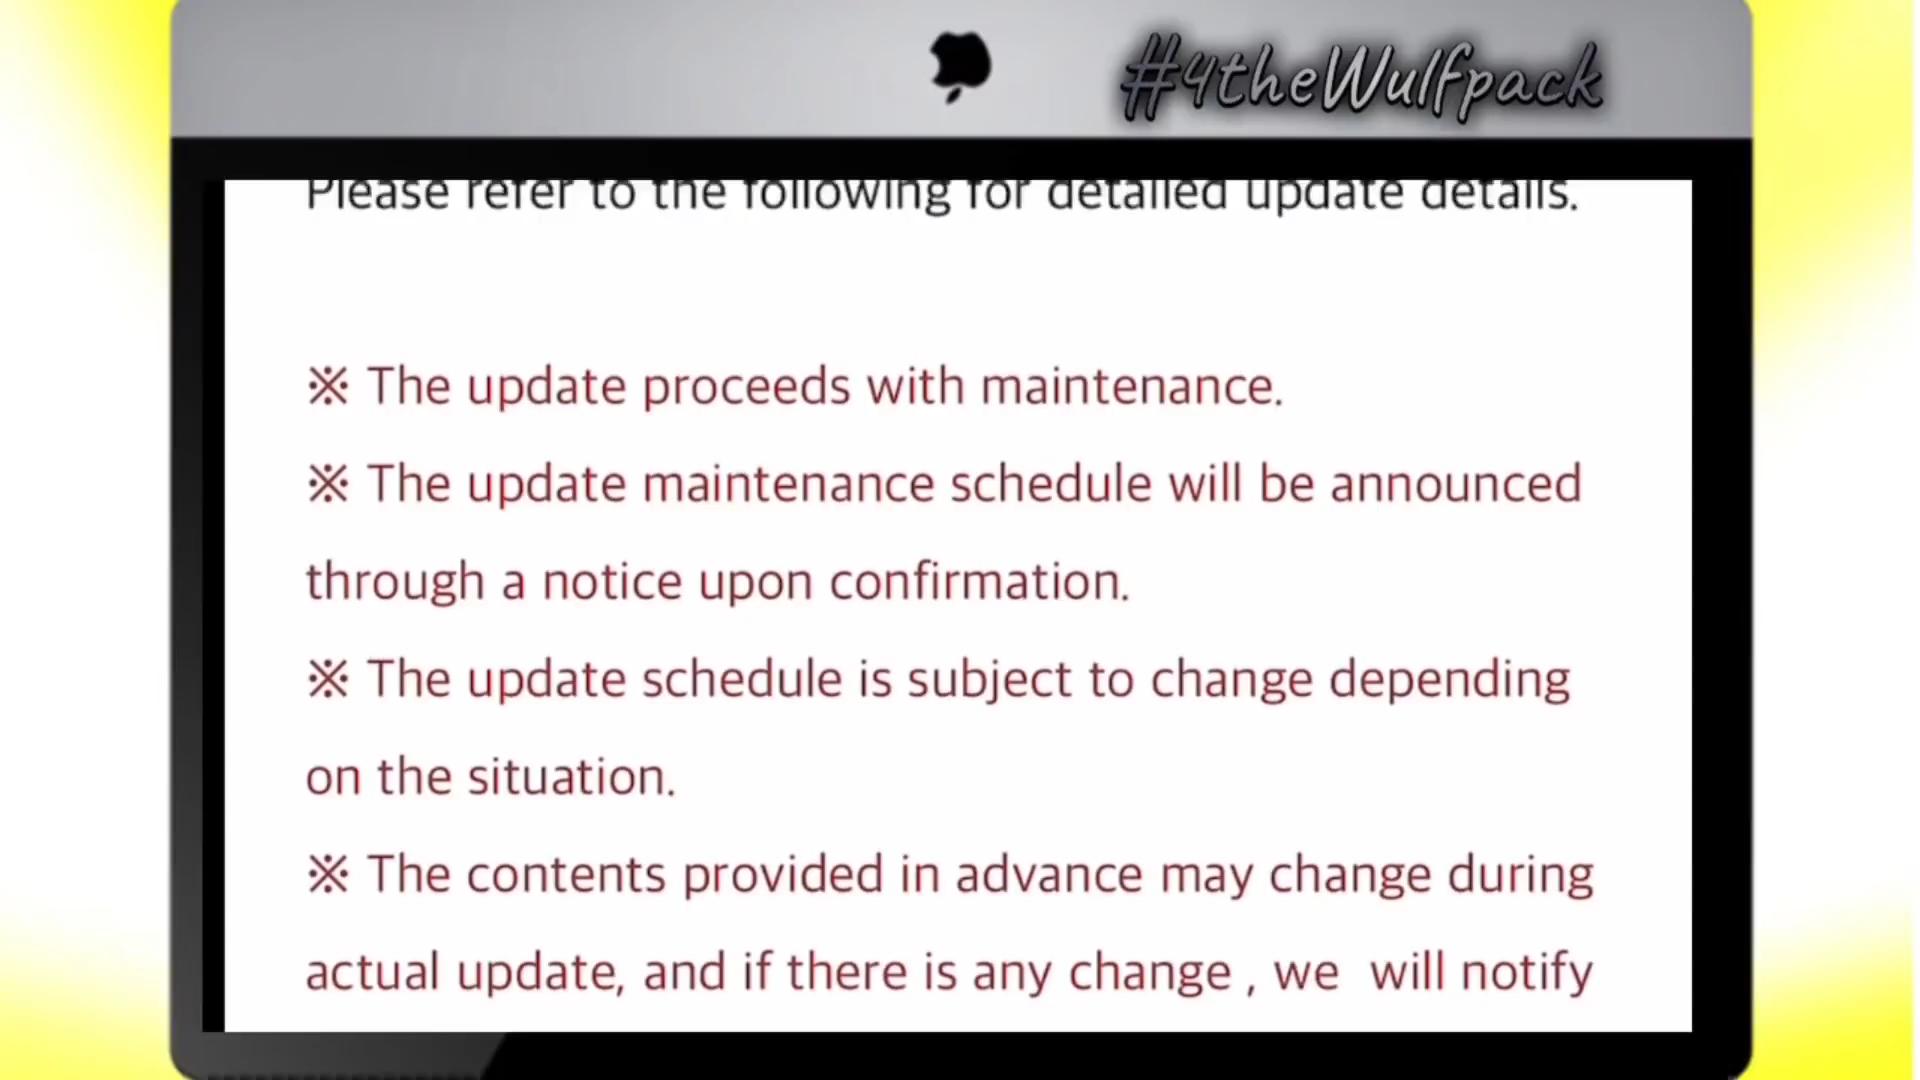 #4theWulfpack
Please refer to the following for detailed update details.
※ The update proceeds with maintenance.
※ The update maintenance schedule will be announced
through a notice upon confirmation.
※ The update schedule is subject to change depending
on the situation.
※ The contents provided in advance may change during
actual update, and if there is any change , we  will notify